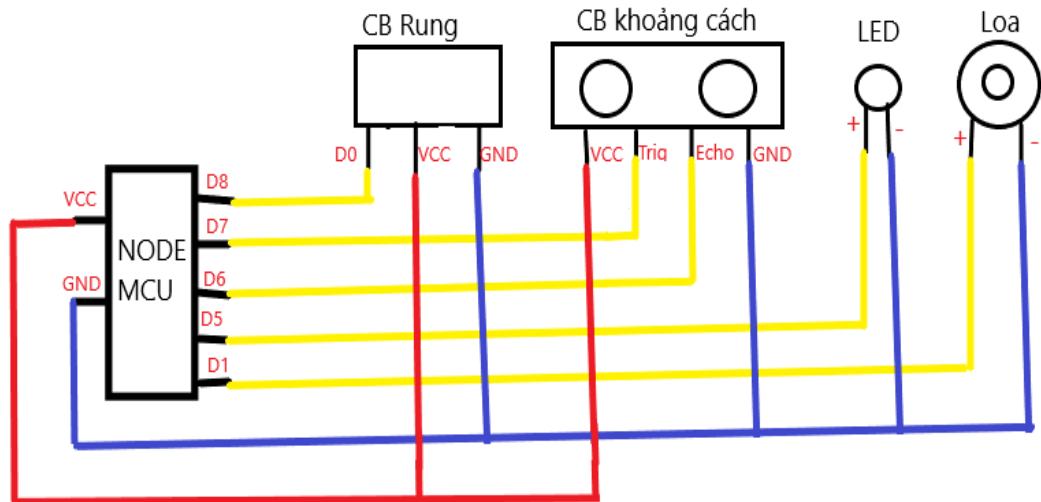 CB Rung
CB khoảng cách
LED
Loa
D0
VCC
GND
VCC
Trig
Echo
GND
+
-
+
-
VCC
GND
NODE
MCU
D8
D7
D6
D5
D1